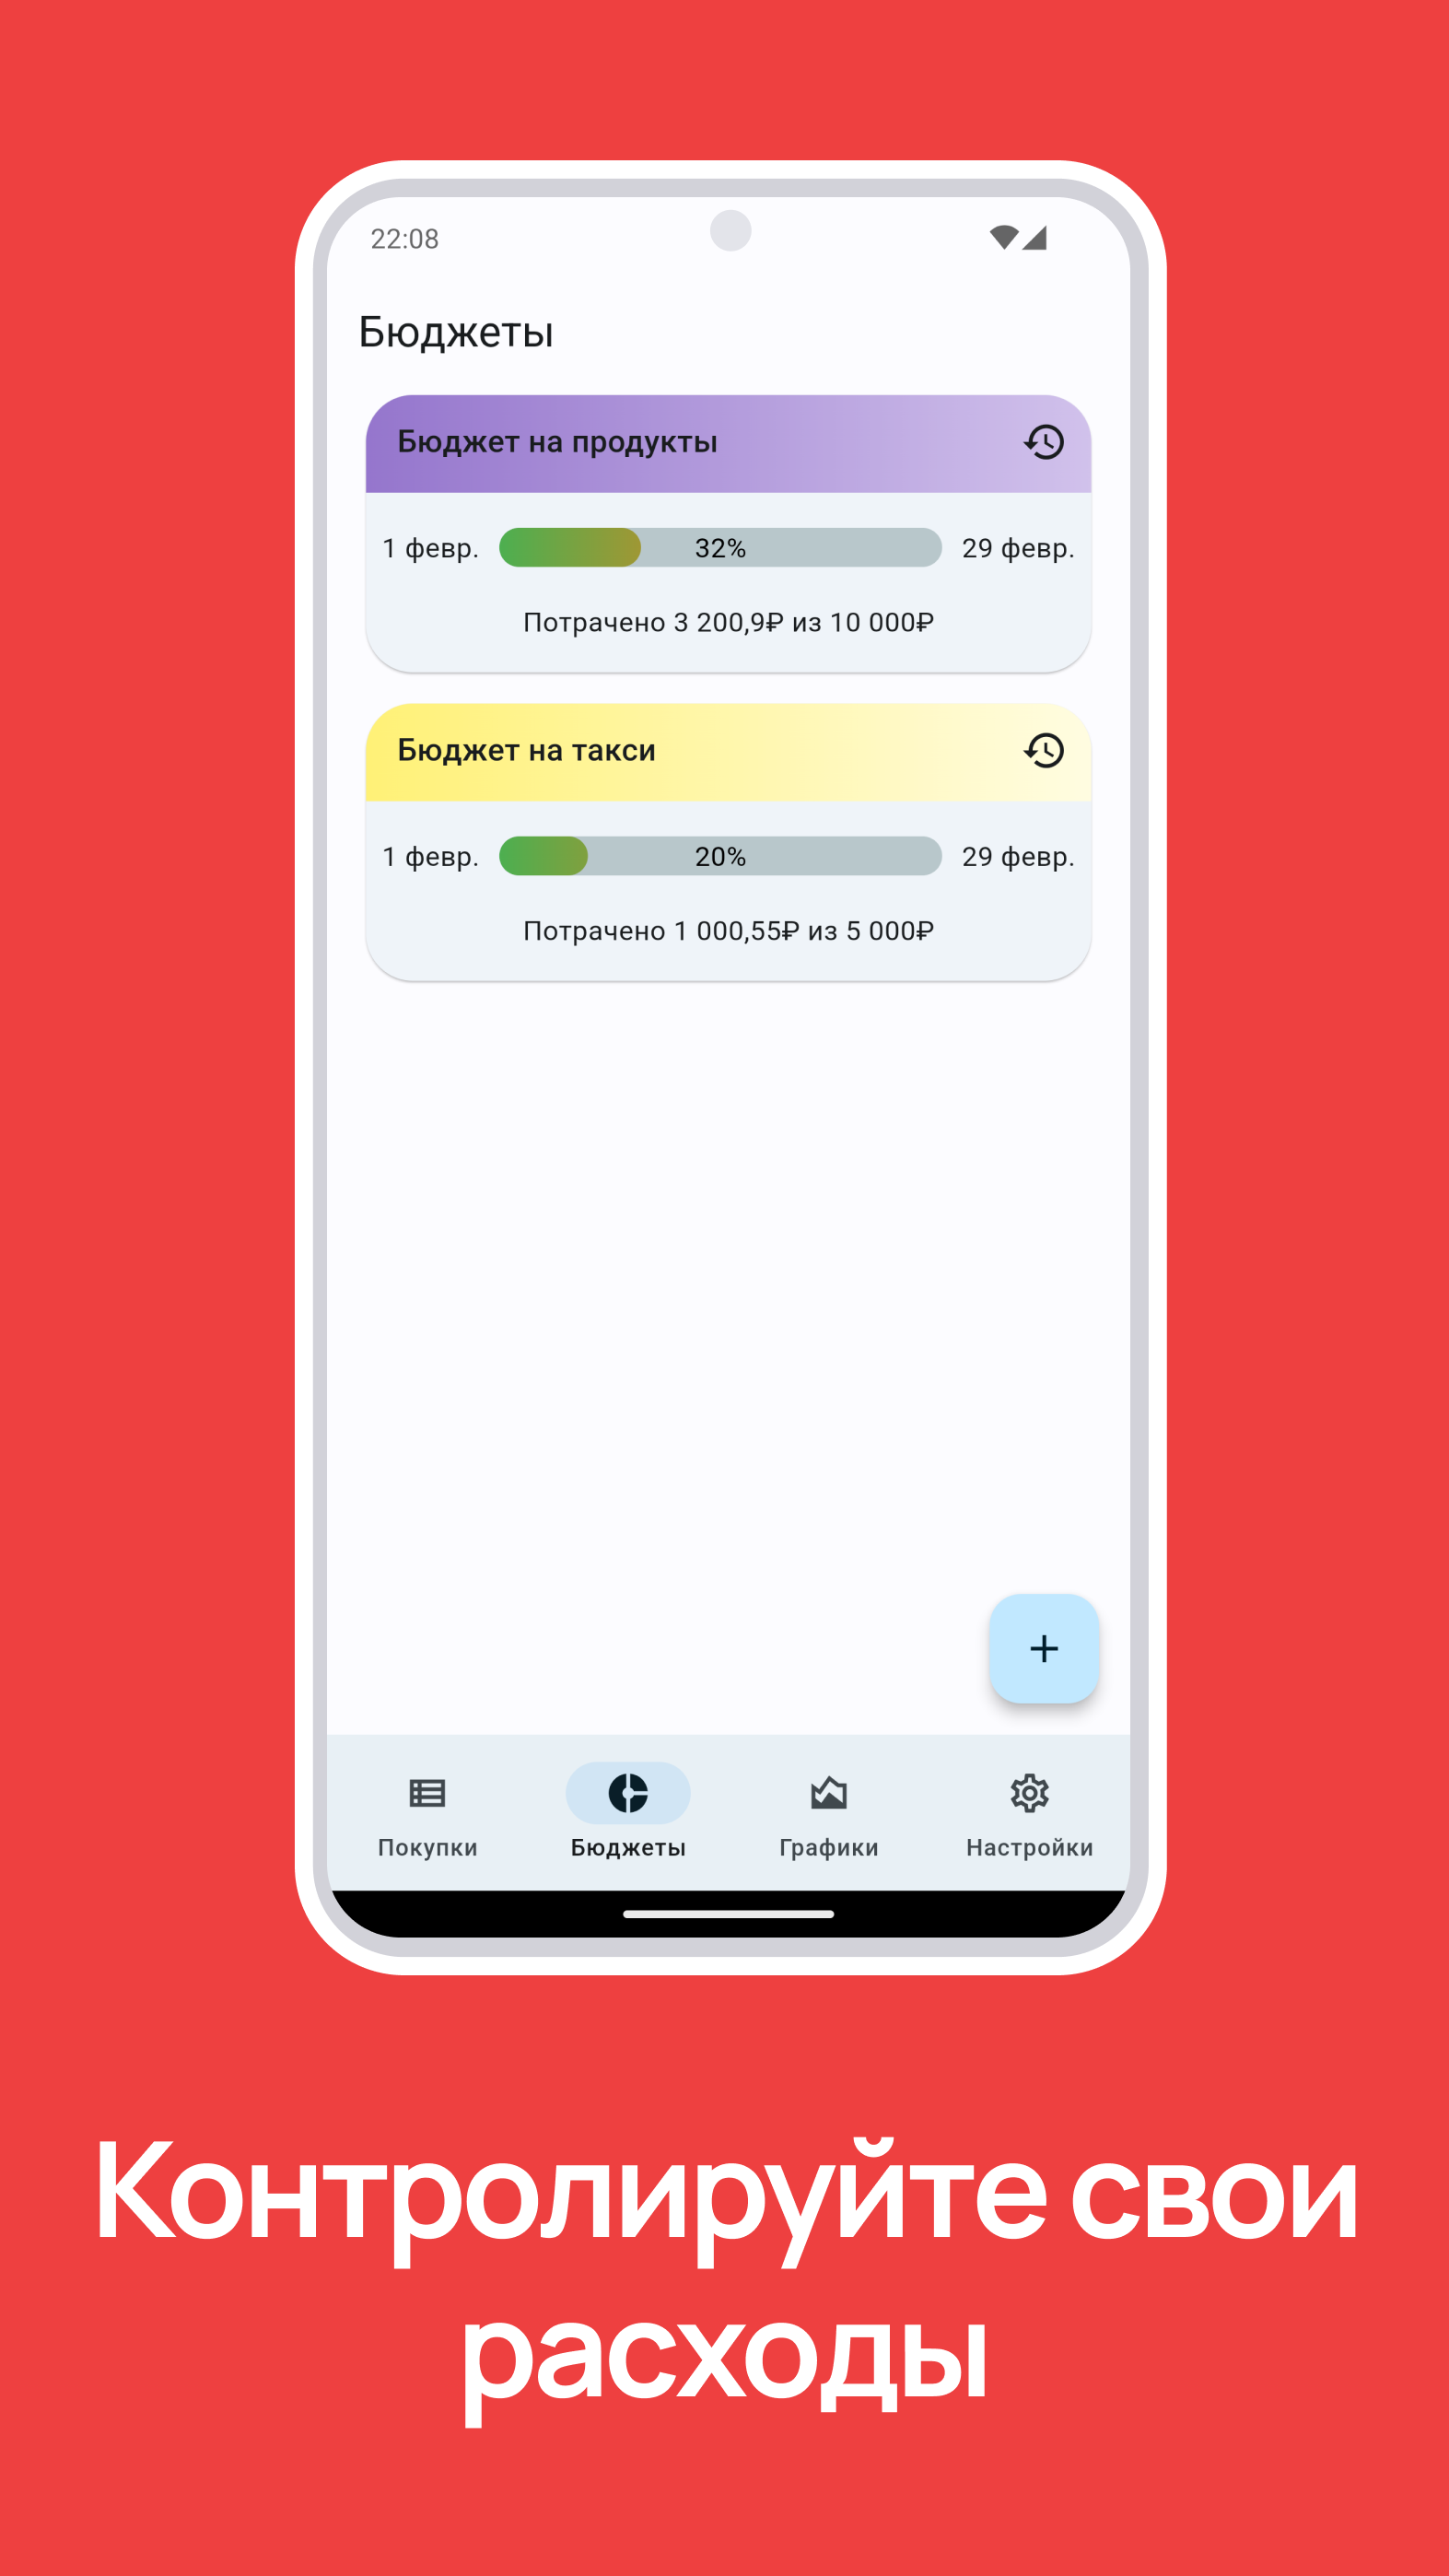 22:08
Бюджеты
Бюджет на продукты
1 февр. 32% 29 февр.
Потрачено 3 200,9₽ из 10 000₽
Бюджет на такси
1 февр. 20% 29 февр.
Потрачено 1 000,55₽ из 5 000₽
Покупки Бюджеты Графики Настройки
Контролируйте свои
расходы